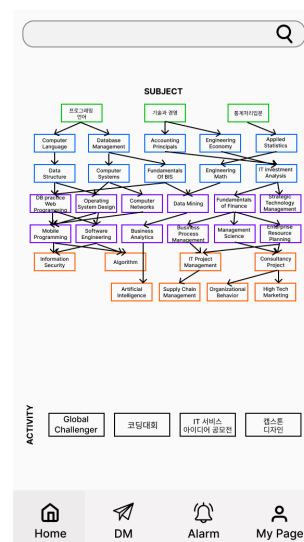 SUBJECT
프로그래밍
언어
기술과 경영
통계처리입문
Computer
Language
Database
Management
Accounting
Principals
Engineering
Economy
Applied
Statistics
Data
Structure
Computer
Systems
Fundamentals
Of BIS
Engineering
Math
IT Investment
Analysis
DB practice
Web
Programming
Operating
System Design
Computer
Networks
Data Mining
Fundamentals
of Finance
Strategic
Technology
Management
Mobile
Programming
Software
Engineering
Business
Analytics
Business
Process
Management
Management
Science
Enterprise
Resource
Planning
Information
Security
Algorithm
IT Project
Management
Consultancy
Project
Artificial
Intelligence
Supply Chain
Management
Organizational
Behavior
High Tech
Marketing
ACTIVITY
Global
Challenger
코딩대회
IT 서비스
아이디어 공모전
캡스톤
디자인
Home
DM
Alarm
My Page